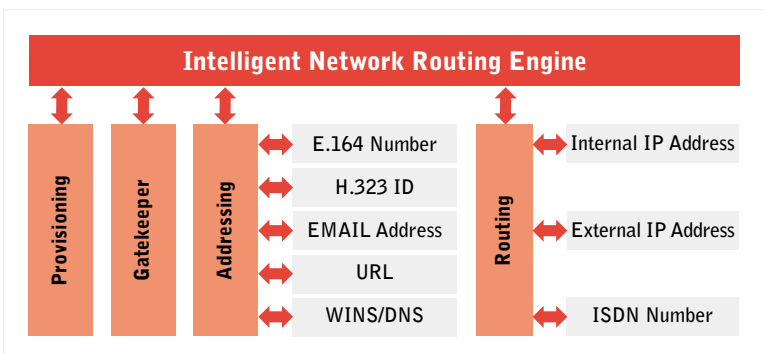 Intelligent Network Routing Engine
Provisioning
Gatekeeper
Addressing
E.164 Number
H.323 ID
EMAIL Address
URL
WINS/DNS
Routing
Internal IP Address
External IP Address
ISDN Number